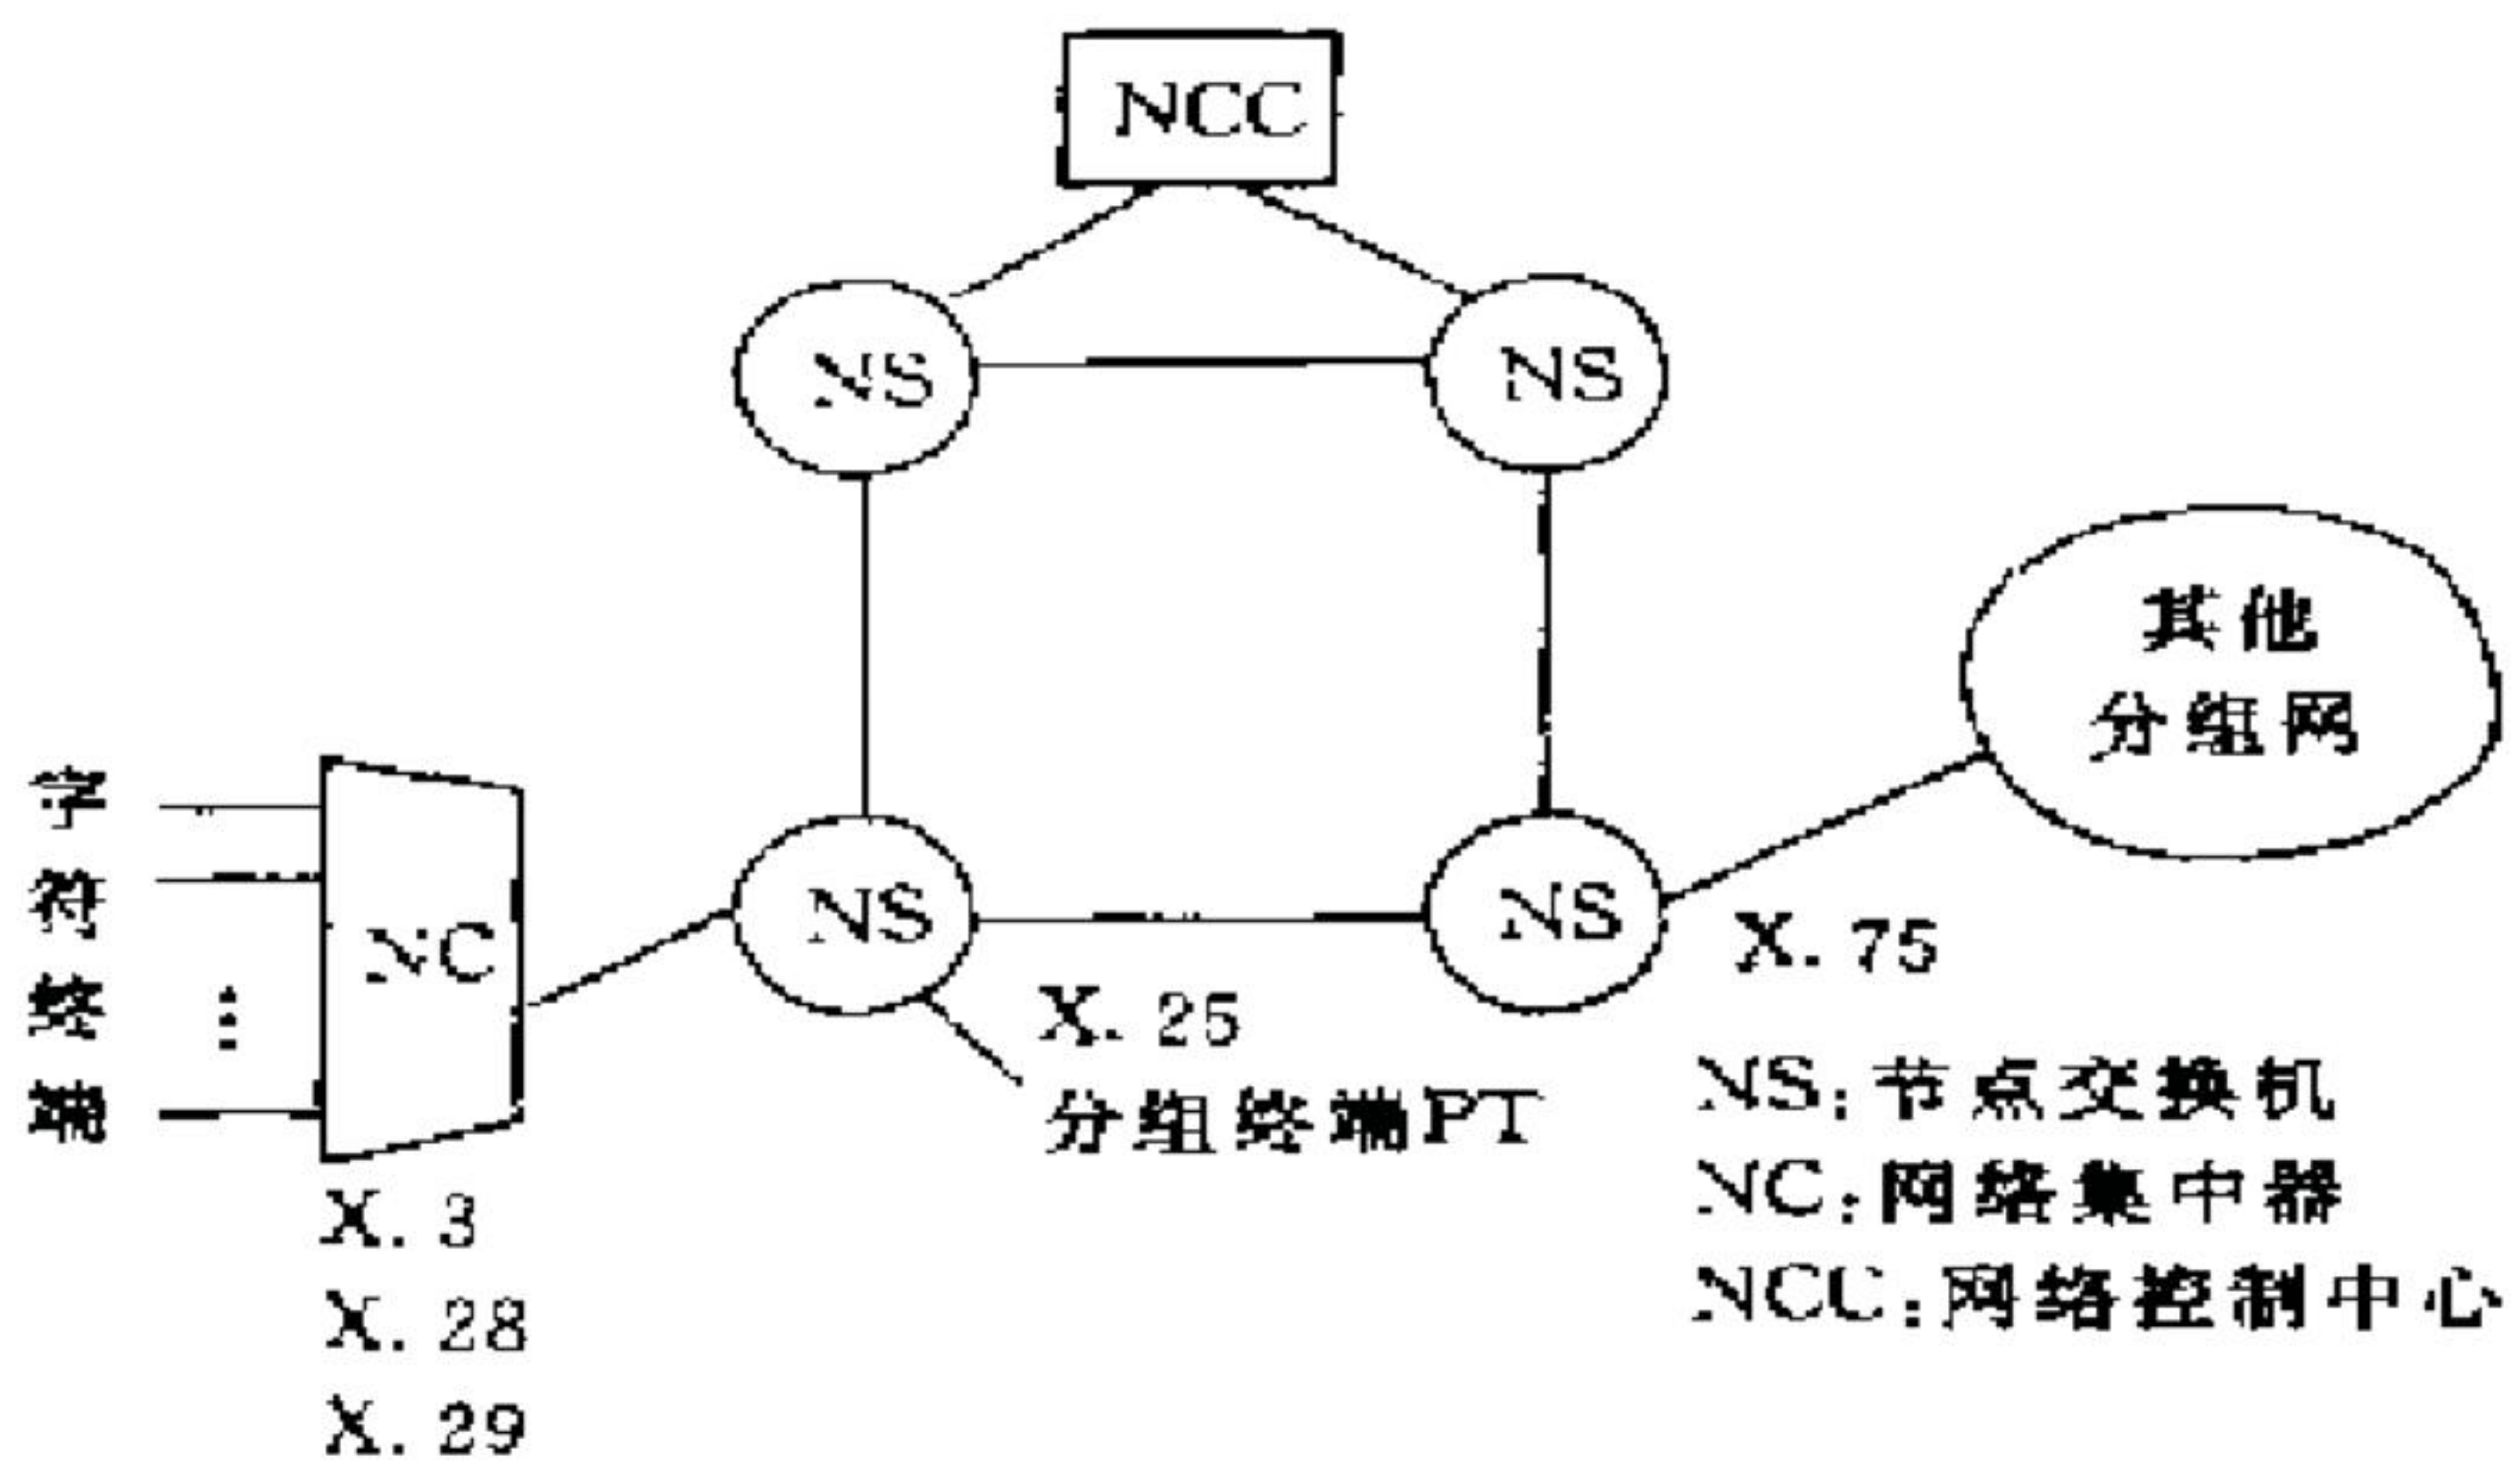 NCC
NS
NS
其他
分组网
字符终端
NC
NS
NS
X. 75
X. 25
分组终端PT
X. 3
X. 28
X. 29
NS:节点交换机
NC:网络集中器
NCC:网络控制中心